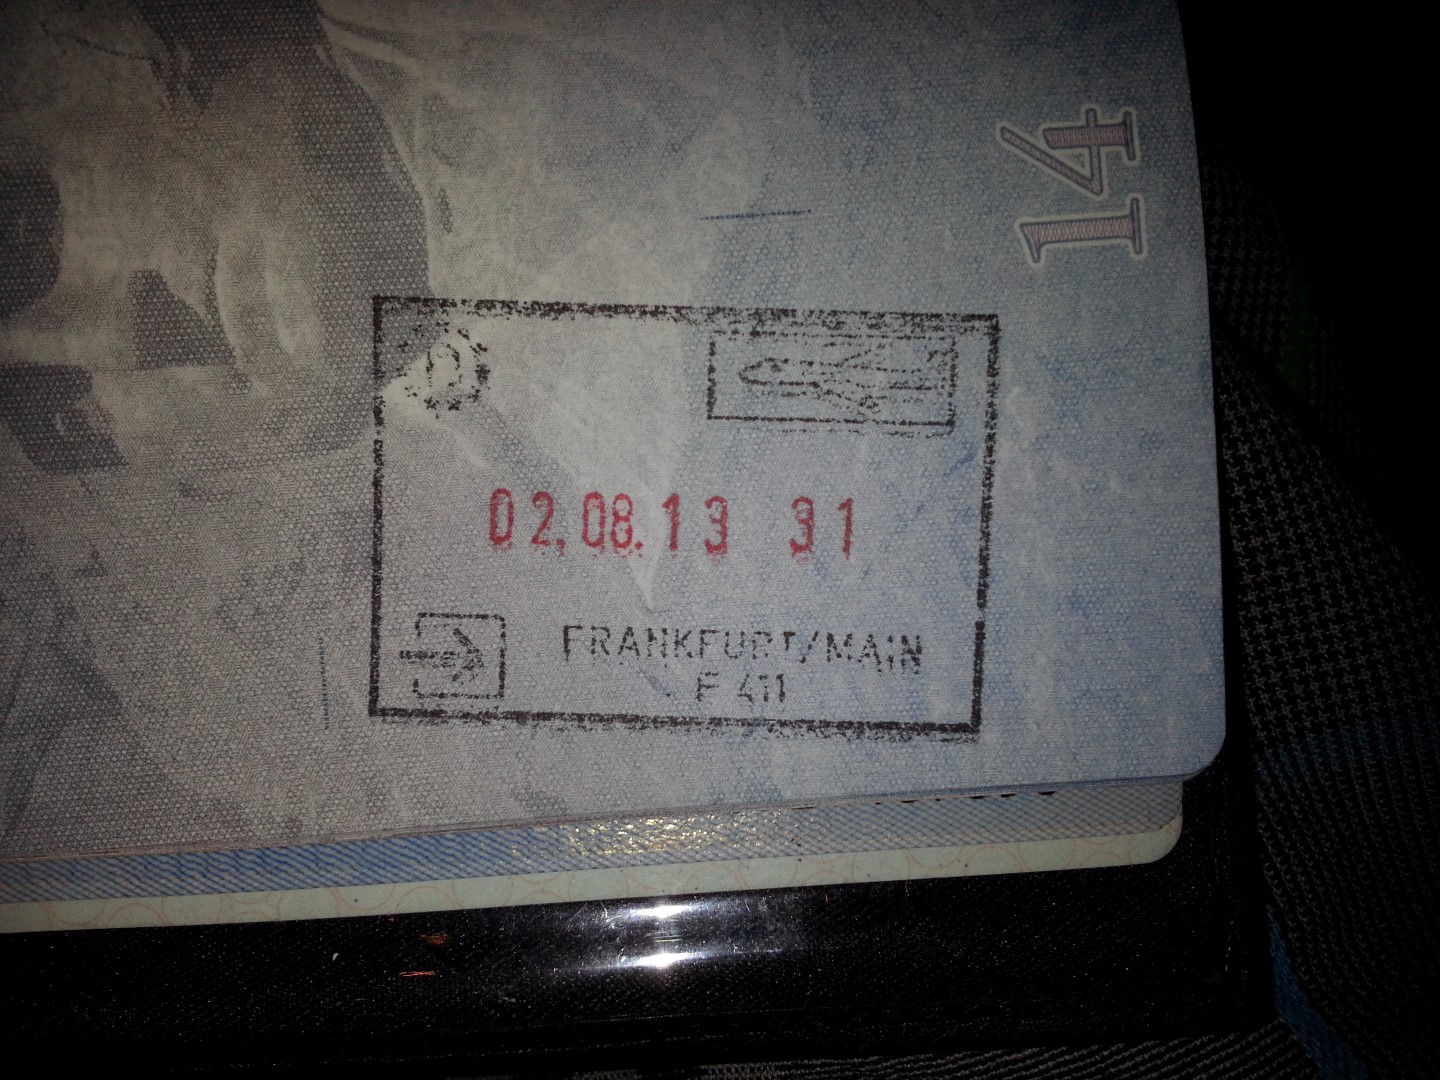 14
02.08.13 31
FRANKFURT/MAIN
F 411